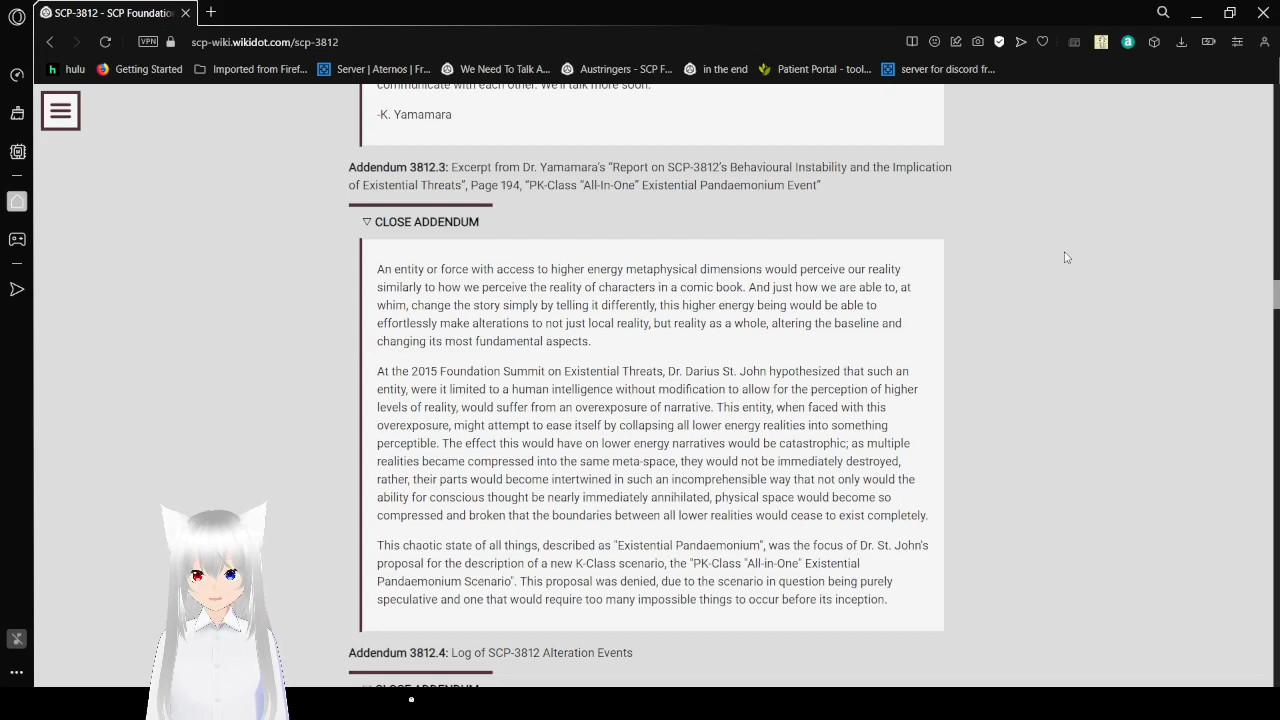 SCP-3812 - SCP Foundation
scp-wiki.wikidot.com/scp-3812
VPN
hulu
Getting Started
Imported from Firef...
Server | Aternos | Fr...
We Need To Talk A...
Austringers - SCP F...
in the end
Patient Portal - tool...
server for discord fr...
communicate with each other. We'll talk more soon.
-K. Yamamara
Addendum 3812.3: Excerpt from Dr. Yamamara's “Report on SCP-3812's Behavioural Instability and the Implication
of Existential Threats”, Page 194, “PK-Class "All-In-One" Existential Pandaemonium Event”
▽ CLOSE ADDENDUM
An entity or force with access to higher energy metaphysical dimensions would perceive our reality
similarly to how we perceive the reality of characters in a comic book. And just how we are able to, at
whim, change the story simply by telling it differently, this higher energy being would be able to
effortlessly make alterations to not just local reality, but reality as a whole, altering the baseline and
changing its most fundamental aspects.
At the 2015 Foundation Summit on Existential Threats, Dr. Darius St. John hypothesized that such an
entity, were it limited to a human intelligence without modification to allow for the perception of higher
levels of reality, would suffer from an overexposure of narrative. This entity, when faced with this
overexposure, might attempt to ease itself by collapsing all lower energy realities into something
perceptible. The effect this would have on lower energy narratives would be catastrophic; as multiple
realities became compressed into the same meta-space, they would not be immediately destroyed,
rather, their parts would become intertwined in such an incomprehensible way that not only would the
ability for conscious thought be nearly immediately annihilated, physical space would become so
compressed and broken that the boundaries between all lower realities would cease to exist completely.
This chaotic state of all things, described as "Existential Pandaemonium", was the focus of Dr. St. John's
proposal for the description of a new K-Class scenario, the "PK-Class "All-in-One" Existential
Pandaemonium Scenario". This proposal was denied, due to the scenario in question being purely
speculative and one that would require too many impossible things to occur before its inception.
Addendum 3812.4: Log of SCP-3812 Alteration Events
▽ CLOSE ADDENDUM